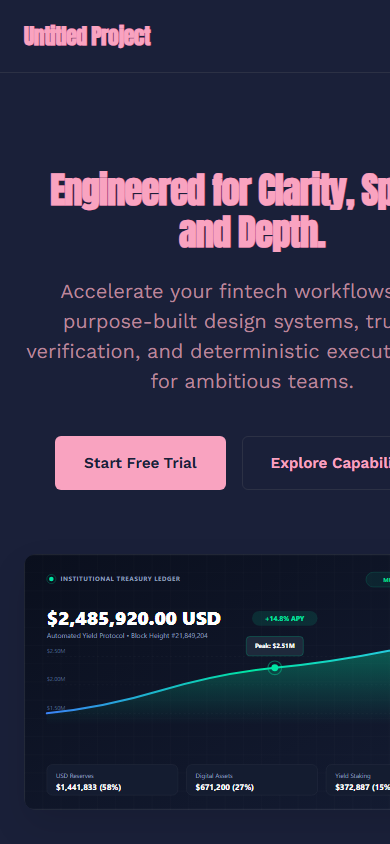 Untitled Project
Engineered for Clarity, Sp
and Depth.
Accelerate your fintech workflows
purpose-built design systems, tru
verification, and deterministic execut
for ambitious teams.
Start Free Trial
Explore Capabili
INSTITUTIONAL TREASURY LEDGER
$2,485,920.00 USD
+14.8% APY
Automated Yield Protocol • Block Height #21,849,204
Peak: $2.51M
$2.50M
$2.00M
$1.50M
USD Reserves
Digital Assets
Yield Staking
$1,441,833 (58%)
$671,200 (27%)
$372,887 (15%